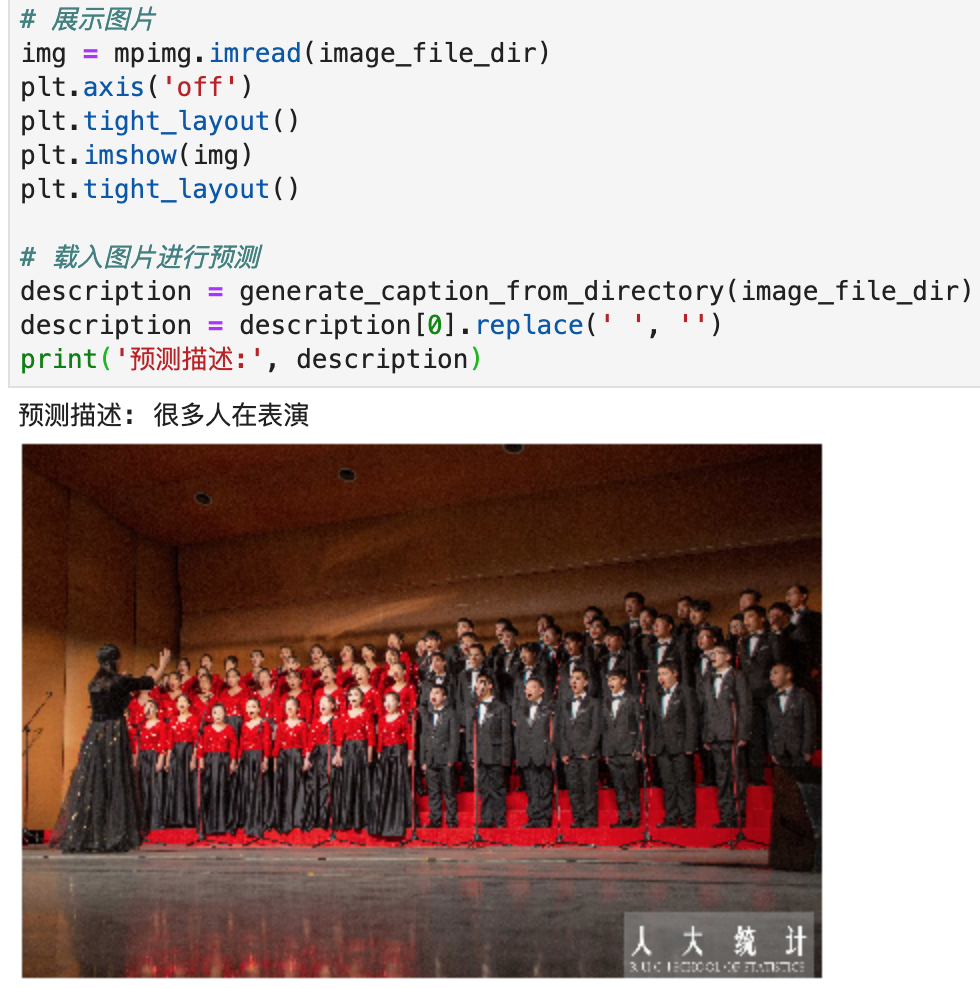 # 展示图片
img = mpimg.imread(image_file_dir)
plt.axis('off')
plt.tight_layout()
plt.imshow(img)
plt.tight_layout()
# 载入图片进行预测
description = generate_caption_from_directory(image_file_dir)
description = description[0].replace(' ', '')
print('预测描述:', description)
预测描述: 很多人在表演
人大统计
R.U.C SCHOOL OF STATISTICS